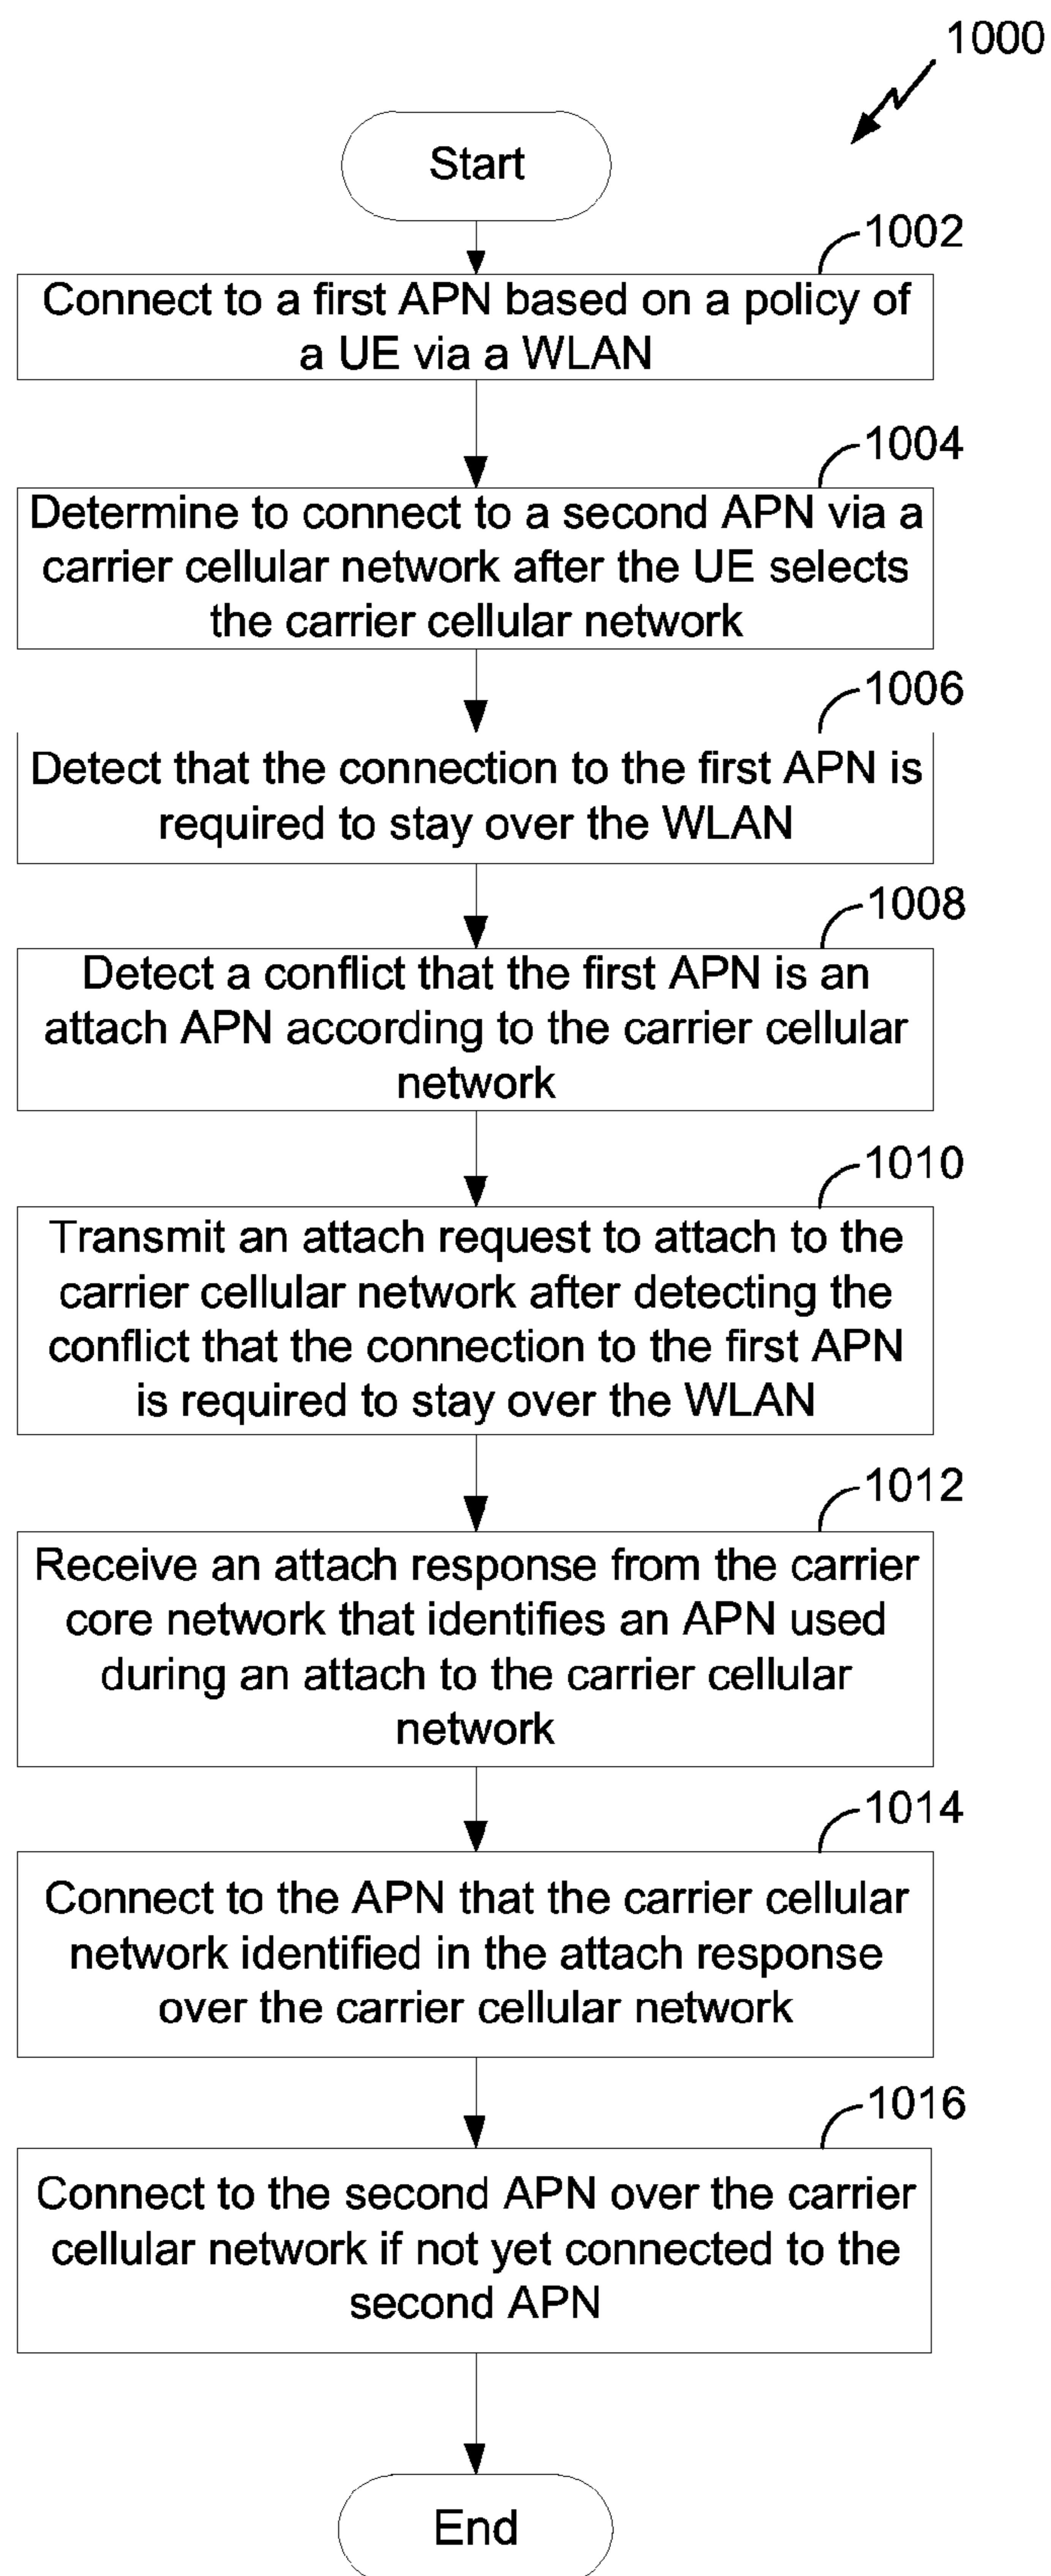 1000
Start
1002
Connect to a first APN based on a policy of
a UE via a WLAN
1004
Determine to connect to a second APN via a
carrier cellular network after the UE selects
the carrier cellular network
1006
Detect that the connection to the first APN is
required to stay over the WLAN
1008
Detect a conflict that the first APN is an
attach APN according to the carrier cellular
network
1010
Transmit an attach request to attach to the
carrier cellular network after detecting the
conflict that the connection to the first APN
is required to stay over the WLAN
1012
Receive an attach response from the carrier
core network that identifies an APN used
during an attach to the carrier cellular
network
1014
Connect to the APN that the carrier cellular
network identified in the attach response
over the carrier cellular network
1016
Connect to the second APN over the carrier
cellular network if not yet connected to the
second APN
End